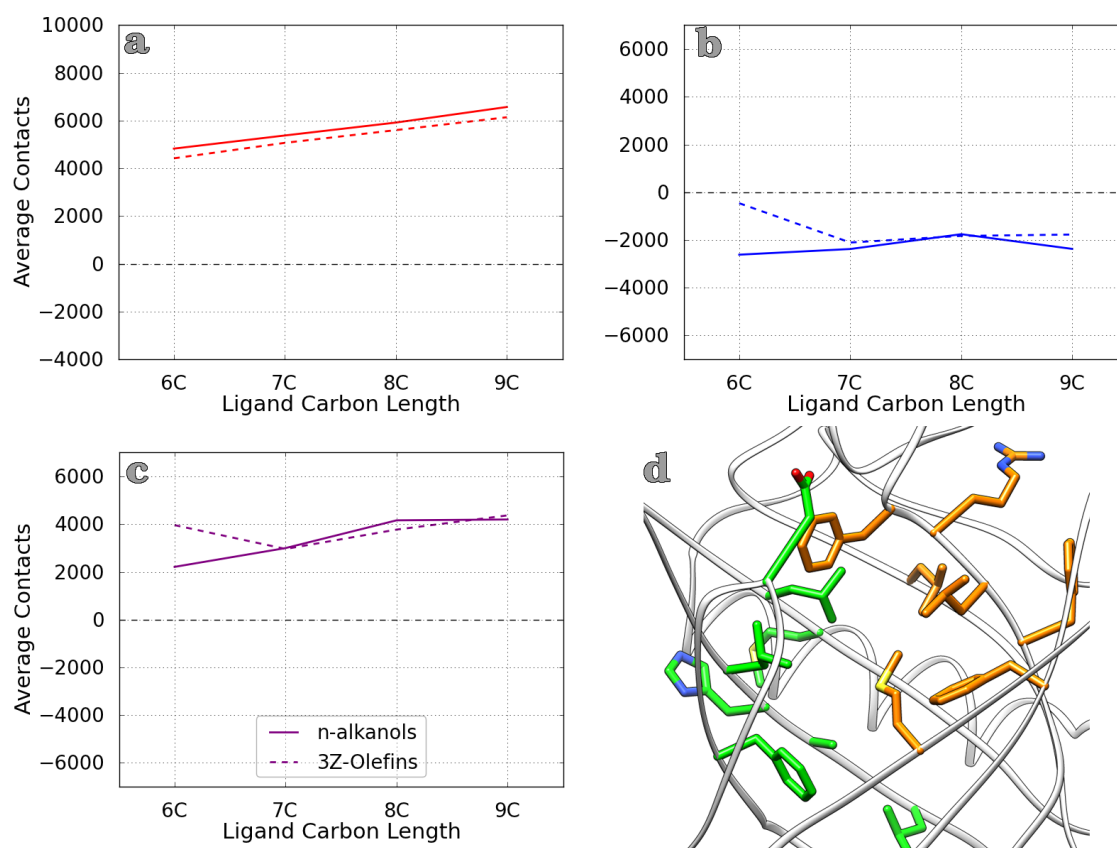 a
10000
8000
6000
4000
2000
0
−2000
−4000
Average Contacts
6C 7C 8C 9C
Ligand Carbon Length
b
6000
4000
2000
0
−2000
−4000
−6000
6C 7C 8C 9C
Ligand Carbon Length
c
6000
4000
2000
0
−2000
−4000
−6000
Average Contacts
n-alkanols
3Z-Olefins
6C 7C 8C 9C
Ligand Carbon Length
d